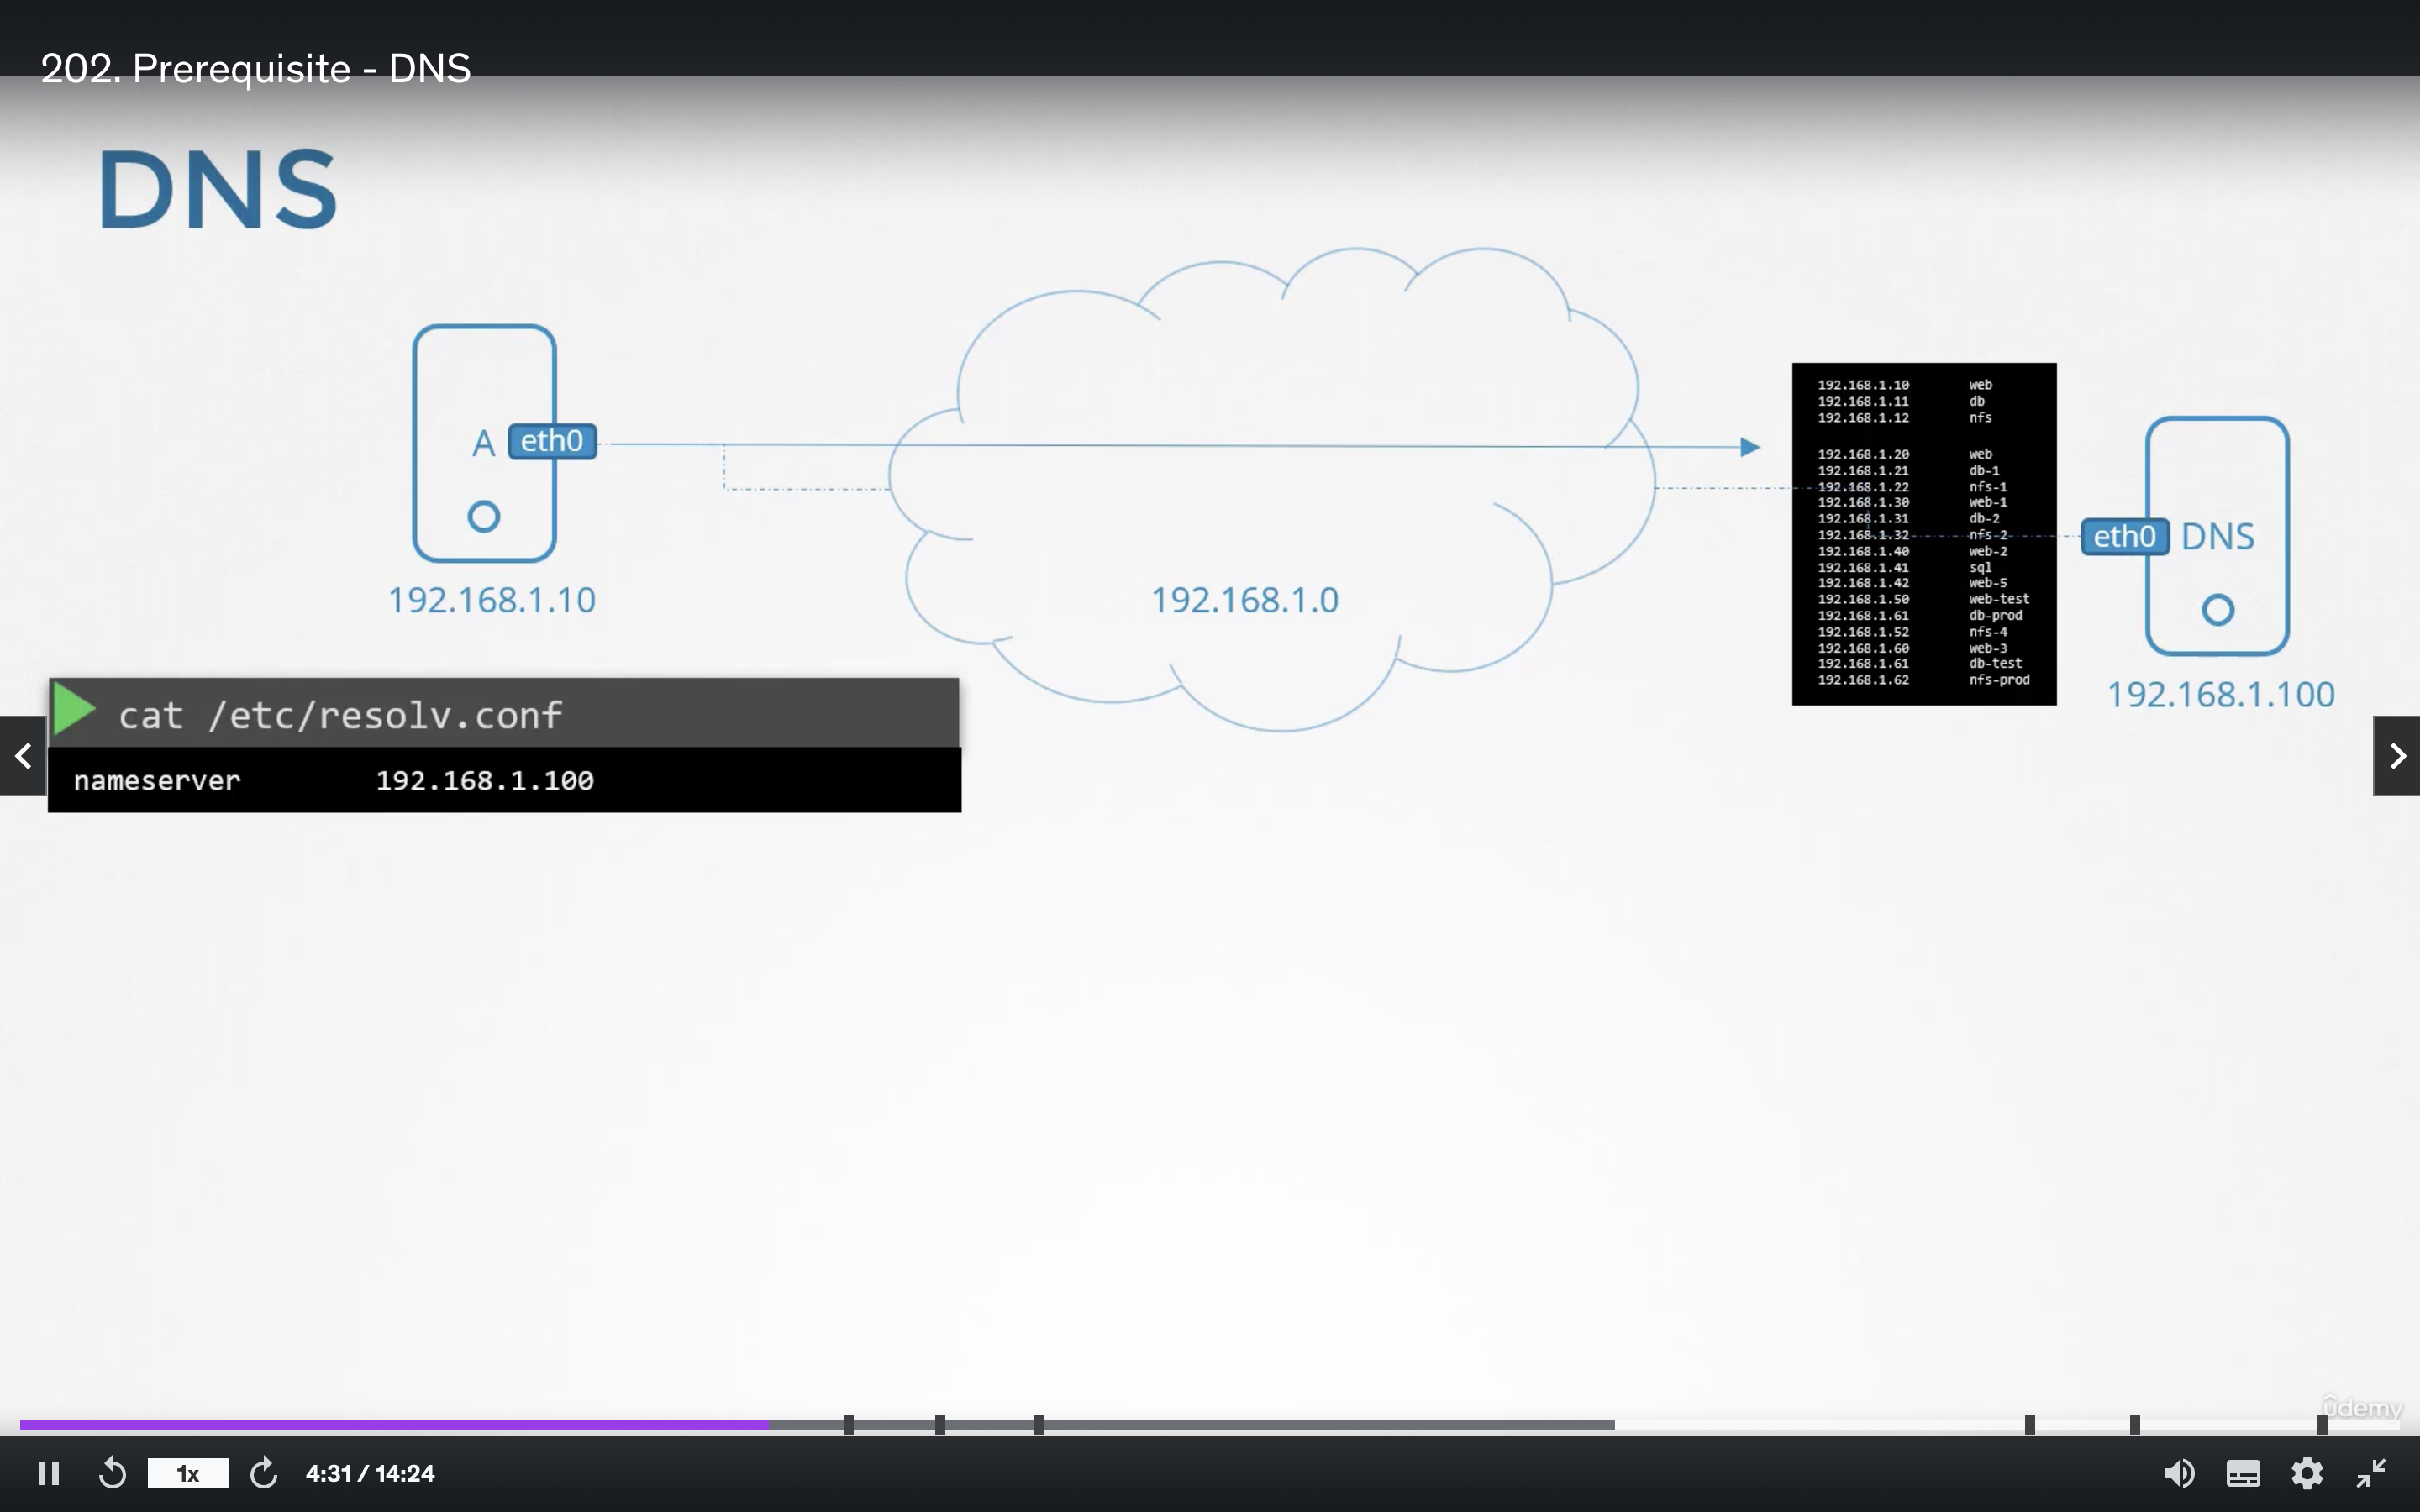 202. Prerequisite - DNS
DNS
A eth0
192.168.1.10
192.168.1.0
192.168.1.10 web
192.168.1.11 db
192.168.1.12 nfs
192.168.1.20 web
192.168.1.21 db-1
192.168.1.22 nfs-1
192.168.1.30 web-1
192.168.1.31 db-2
192.168.1.32 nfs-2
192.168.1.40 web-2
192.168.1.41 sql
192.168.1.42 web-5
192.168.1.50 web-test
192.168.1.61 db-prod
192.168.1.52 nfs-4
192.168.1.60 web-3
192.168.1.61 db-test
192.168.1.62 nfs-prod
eth0 DNS
192.168.1.100
cat /etc/resolv.conf
nameserver 192.168.1.100
udemy
1x
4:31 / 14:24